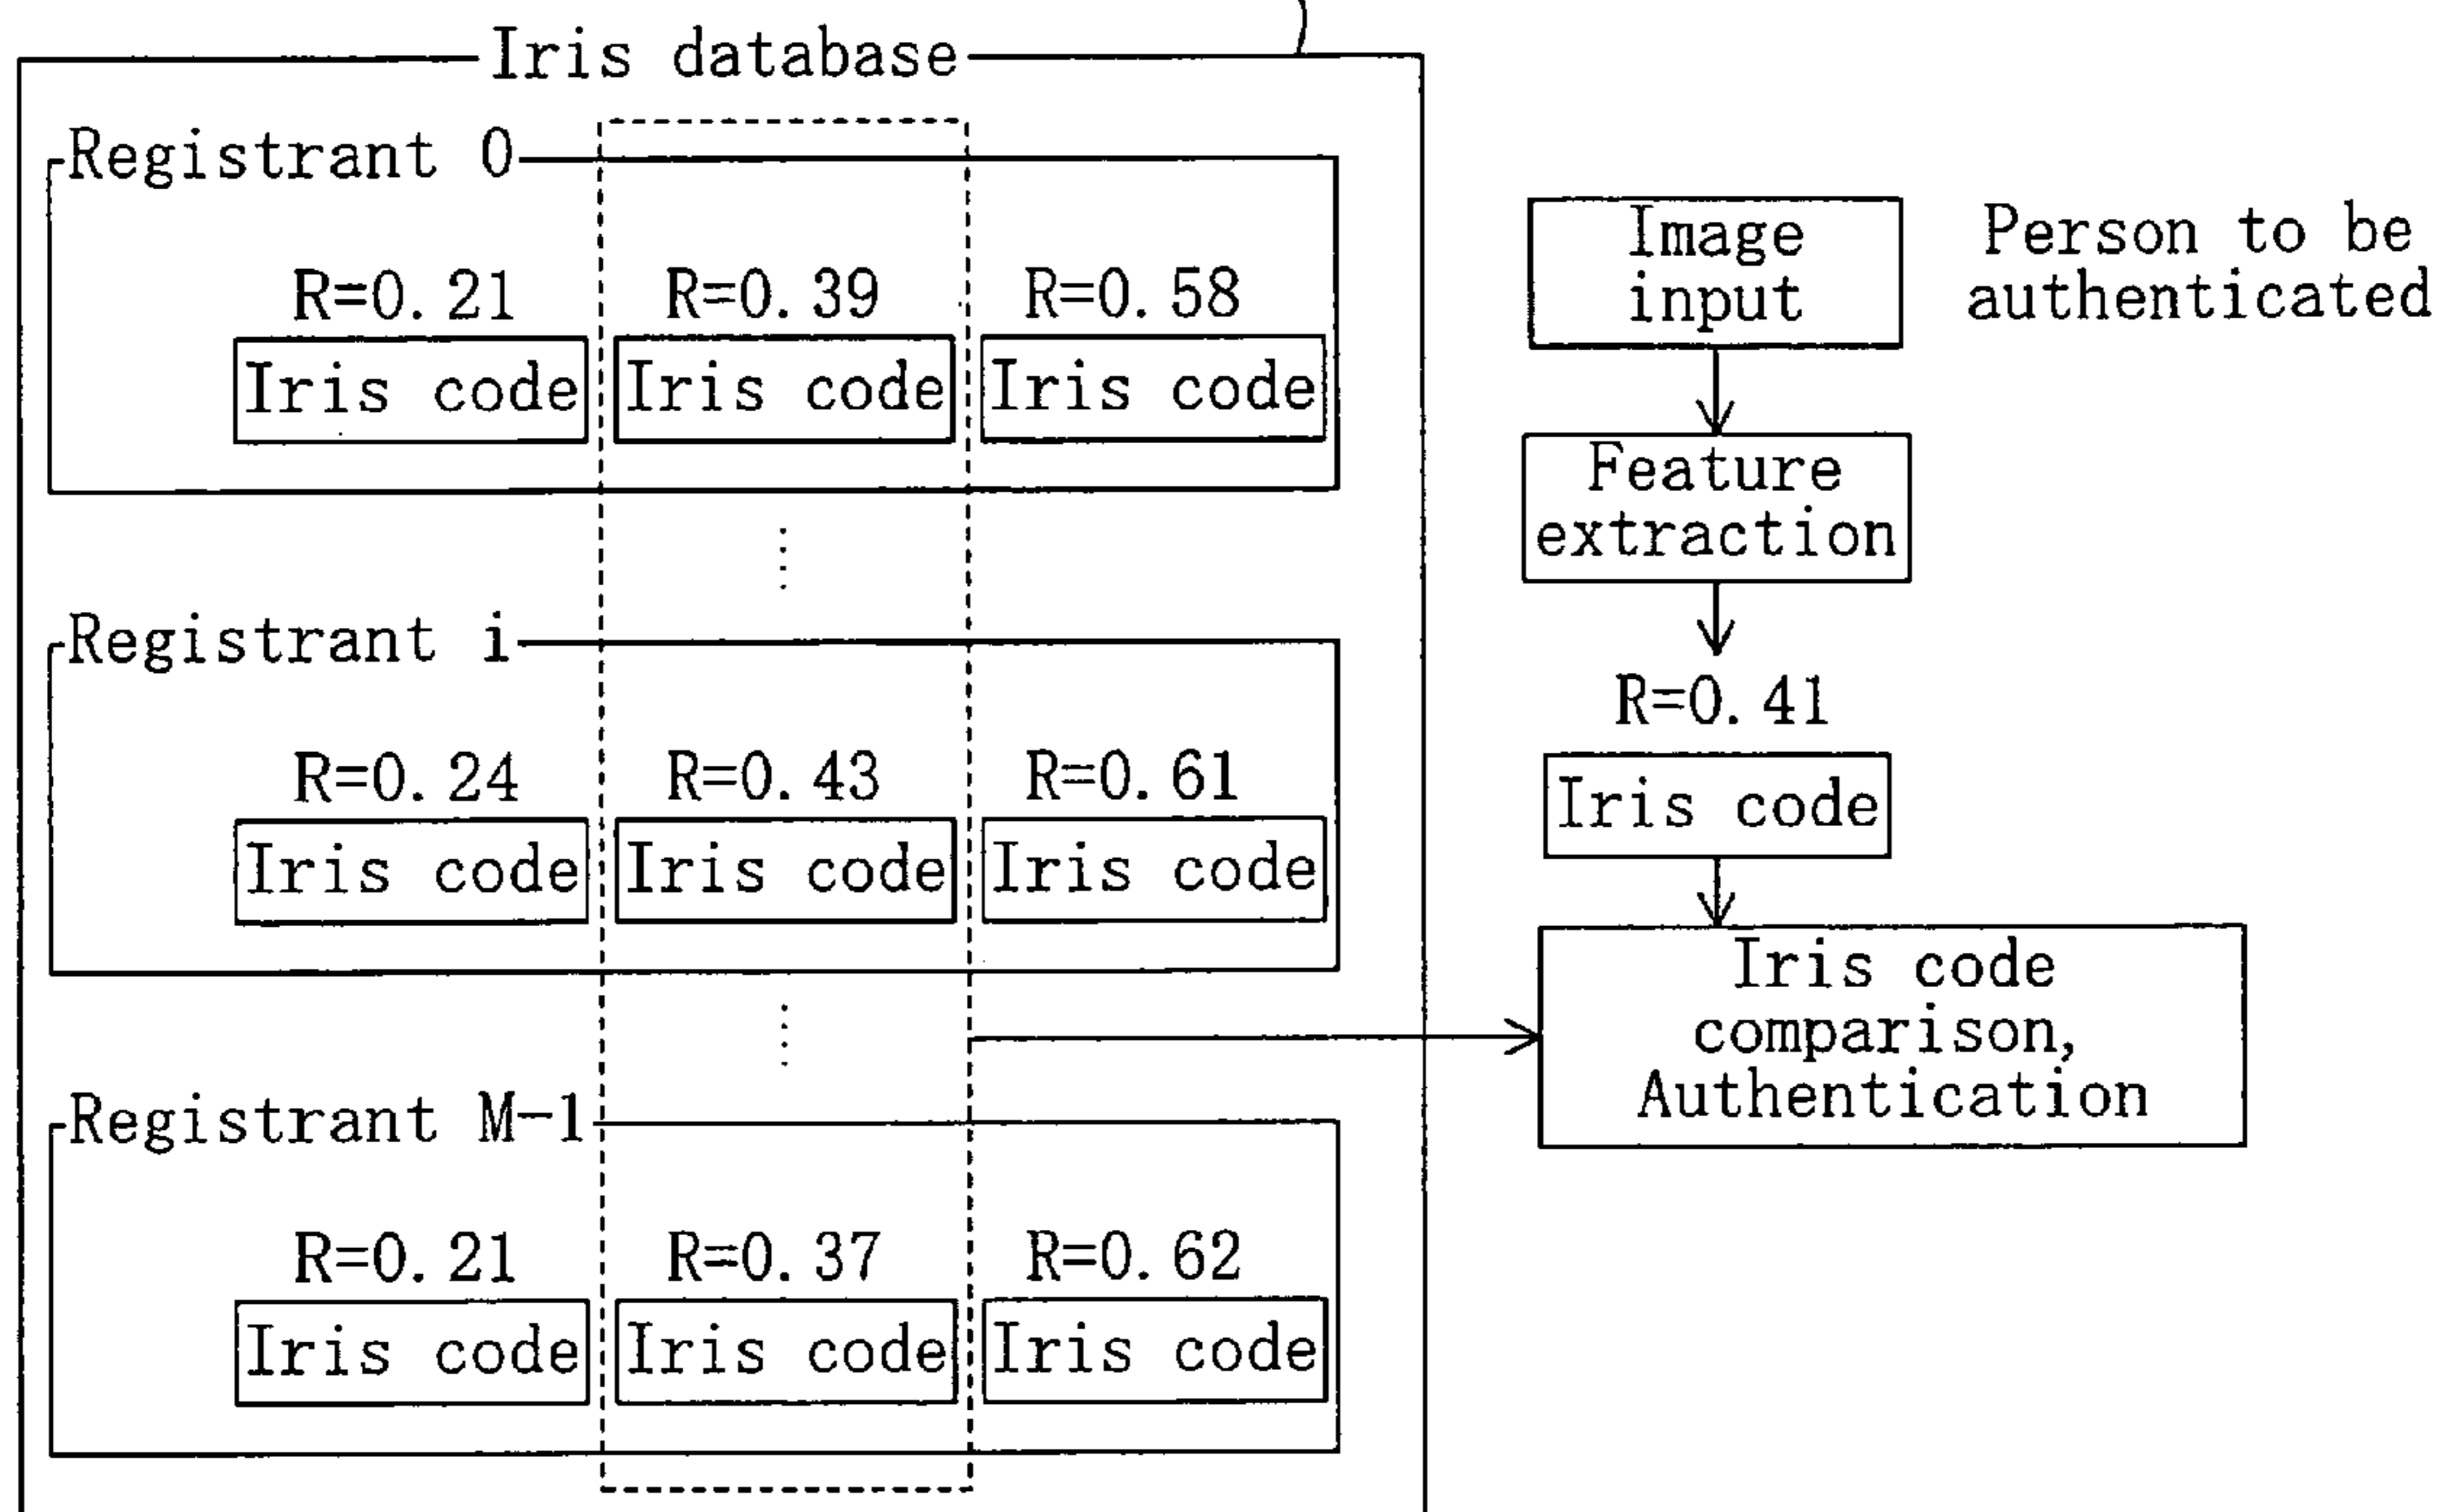 Iris database
Registrant 0
R=0.21 R=0.39 R=0.58
Iris code Iris code Iris code
Registrant i
R=0.24 R=0.43 R=0.61
Iris code Iris code Iris code
Registrant M-1
R=0.21 R=0.37 R=0.62
Iris code Iris code Iris code
Image
input
Person to be
authenticated
Feature
extraction
R=0.41
Iris code
Iris code
comparison,
Authentication